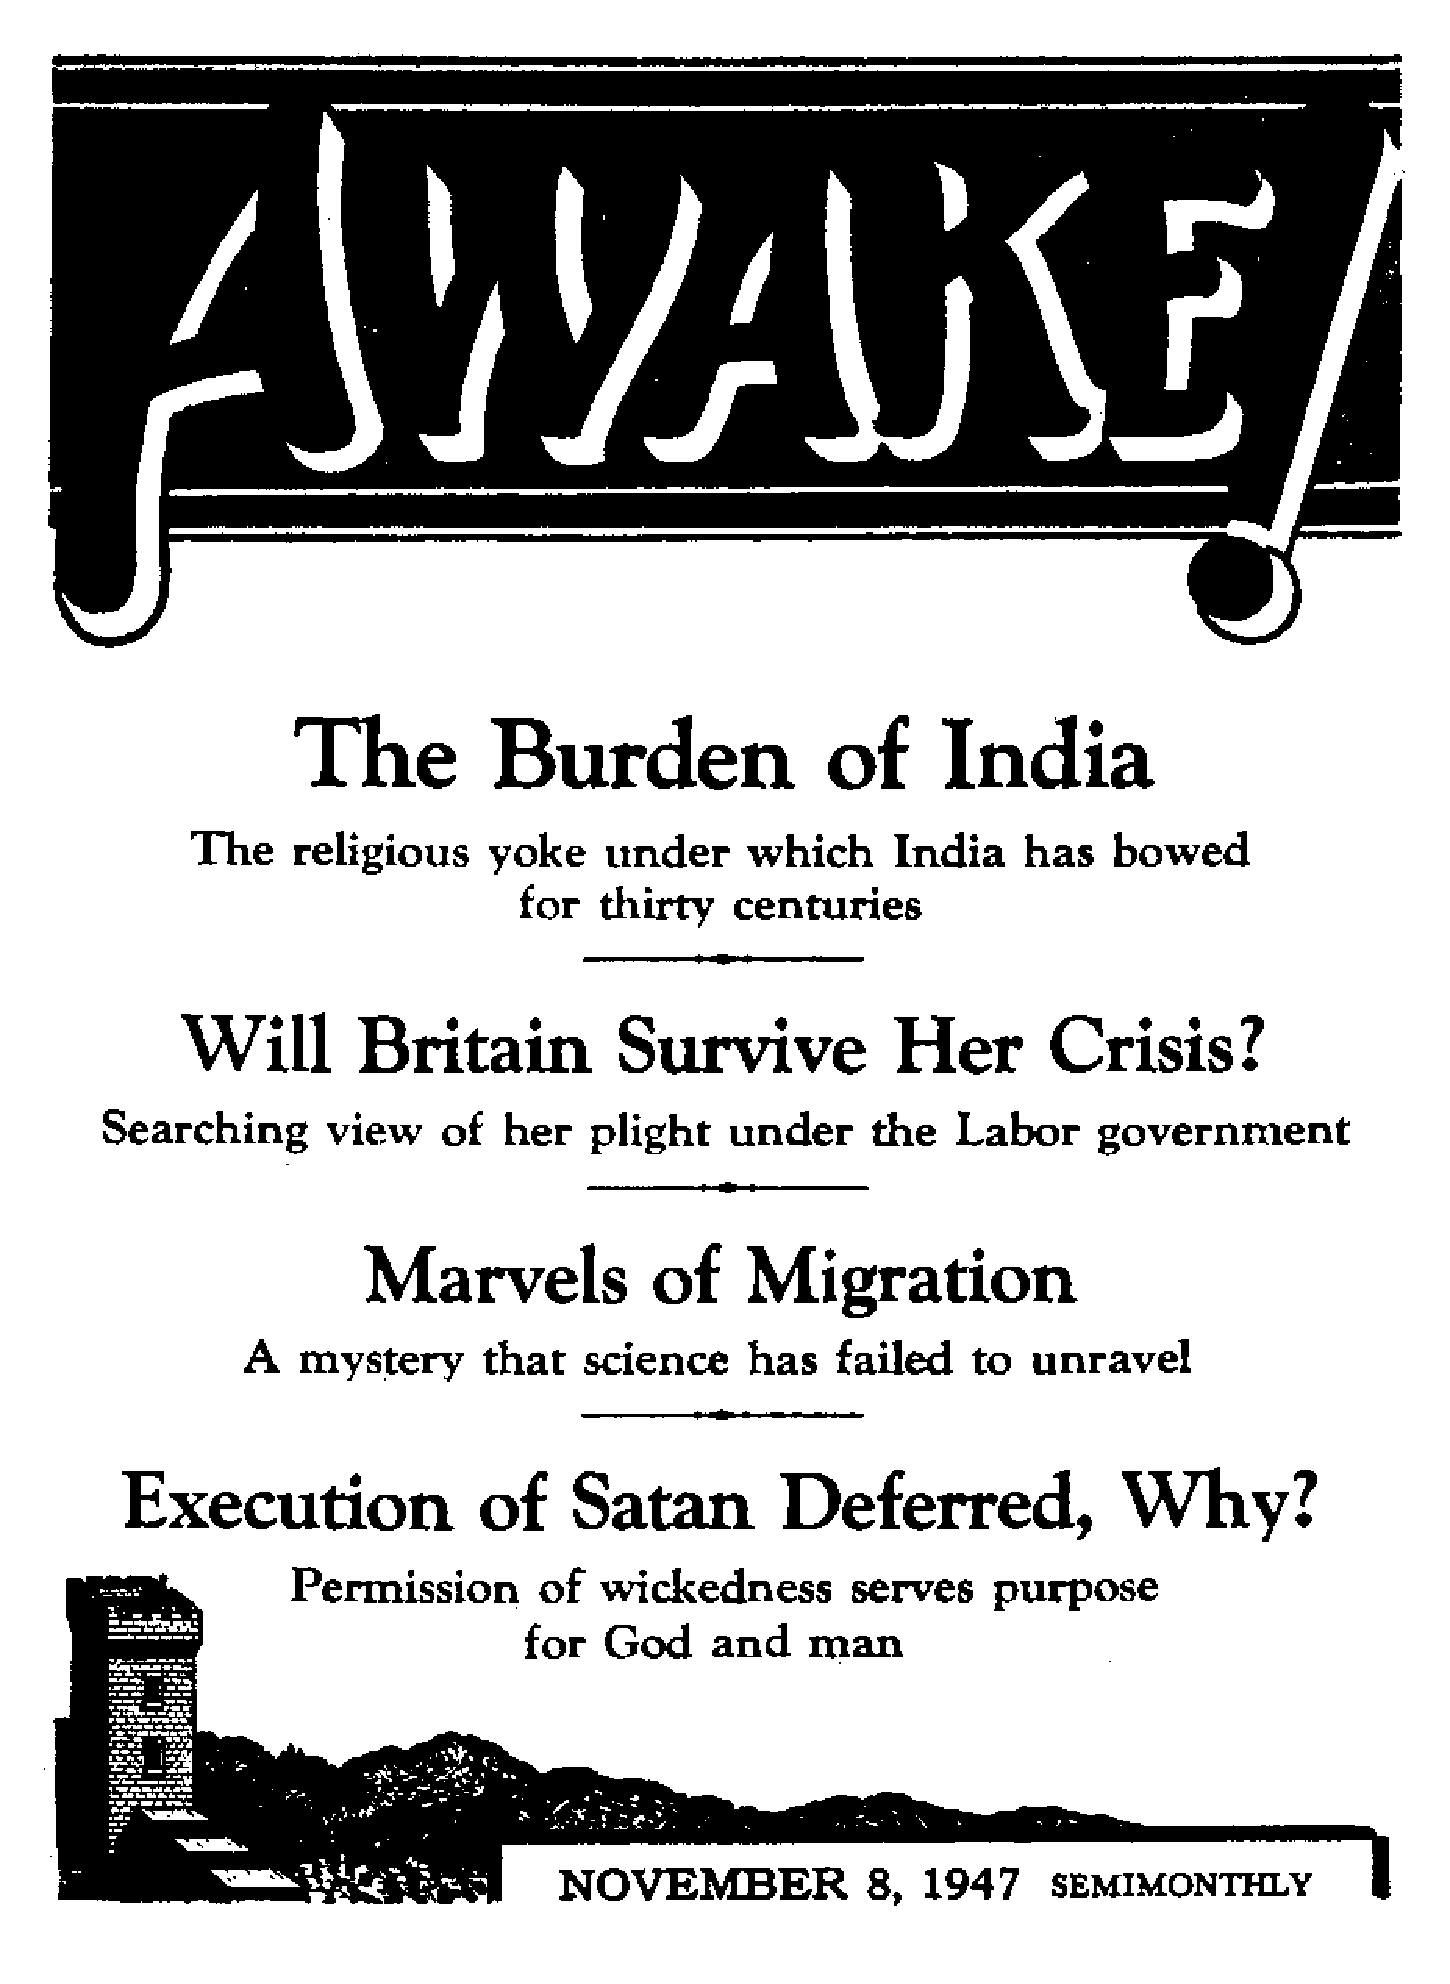 AWAKE!
The Burden of India
The religious yoke under which India has bowed
for thirty centuries
Will Britain Survive Her Crisis?
Searching view of her plight under the Labor government
Marvels of Migration
A mystery that science has failed to unravel
Execution of Satan Deferred, Why?
Permission of wickedness serves purpose
for God and man
NOVEMBER 8, 1947 SEMIMONTHLY